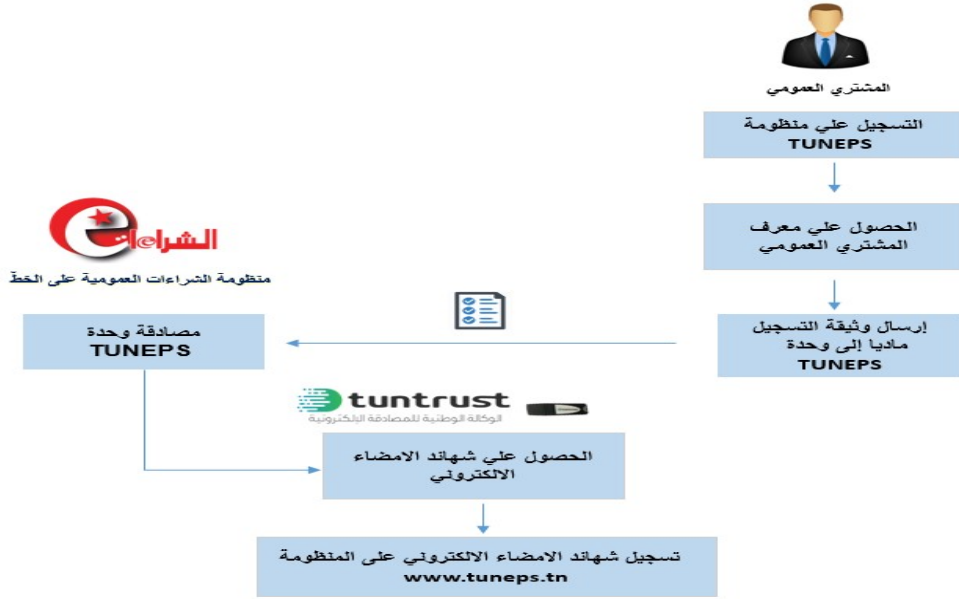 المشتري العمومي
التسجيل علي منظومة
TUNEPS
الحصول علي معرف
المشتري العمومي
إرسال وثيقة التسجيل
ماديا إلى وحدة
TUNEPS
الشراءات
منظومة الشراءات العمومية على الخطّ
مصادقة وحدة
TUNEPS
tuntrust
الوكالة الوطنية للمصادقة الإلكترونية
الحصول علي شهائد الامضاء
الالكتروني
تسجيل شهائد الامضاء الالكتروني على المنظومة
www.tuneps.tn